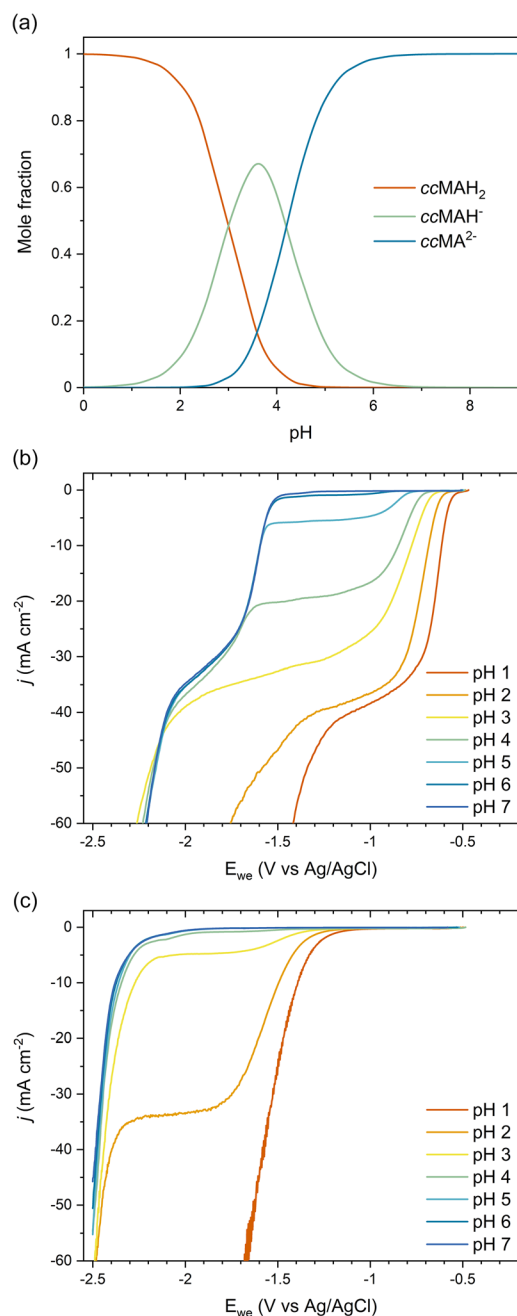 (a)
1
0.8
0.6
0.4
0.2
0
Mole fraction
ccMAH₂
ccMAH⁻
ccMA²⁻
0 2 4 6 8
pH
(b)
0
-10
-20
-30
-40
-50
-60
j (mA cm⁻²)
pH 1
pH 2
pH 3
pH 4
pH 5
pH 6
pH 7
-2.5 -2 -1.5 -1 -0.5
E_we (V vs Ag/AgCl)
(c)
0
-10
-20
-30
-40
-50
-60
j (mA cm⁻²)
pH 1
pH 2
pH 3
pH 4
pH 5
pH 6
pH 7
-2.5 -2 -1.5 -1 -0.5
E_we (V vs Ag/AgCl)